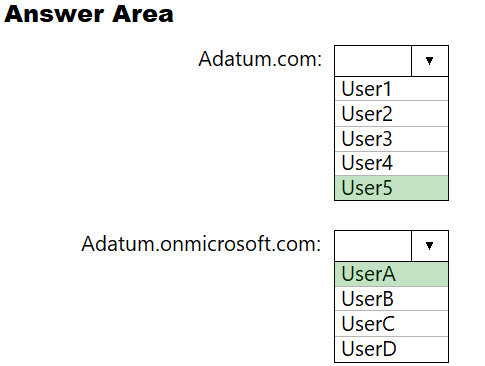 Answer Area
Adatum.com:
User1
User2
User3
User4
User5
Adatum.onmicrosoft.com:
UserA
UserB
UserC
UserD